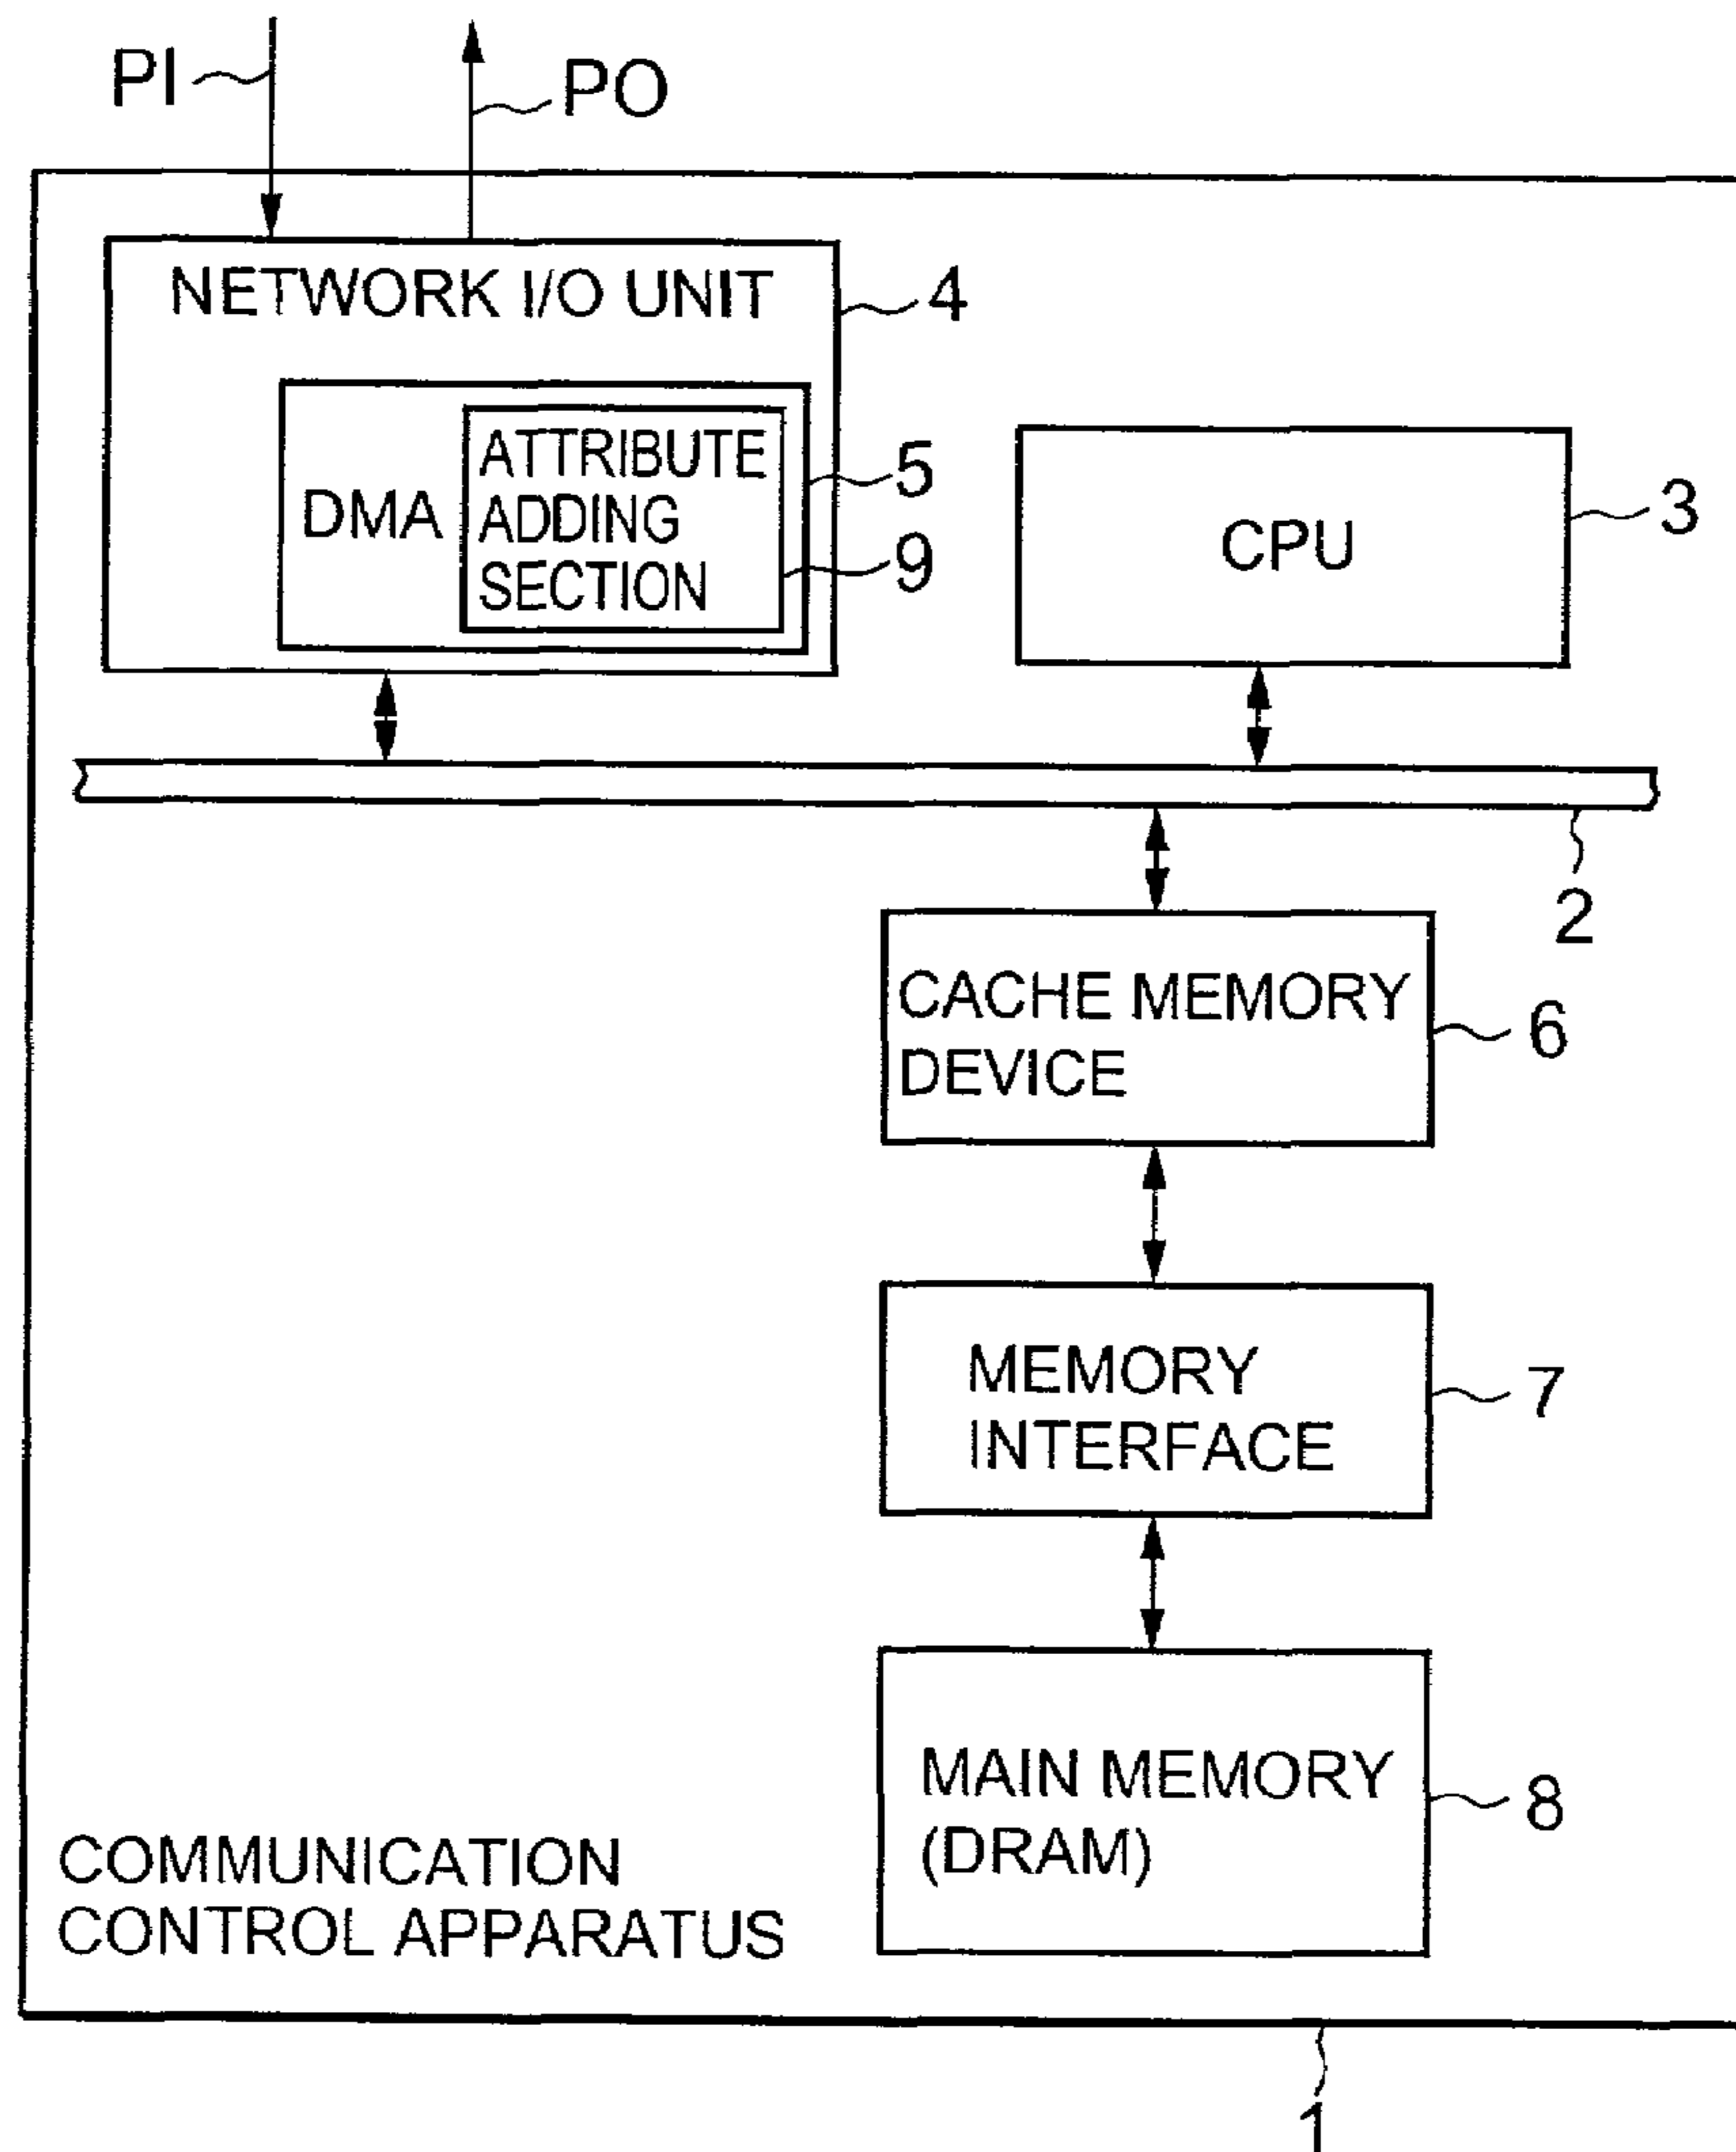 PI
PO
NETWORK I/O UNIT
4
ATTRIBUTE
ADDING
SECTION
DMA
5
9
CPU
3
2
CACHE MEMORY
DEVICE
6
MEMORY
INTERFACE
7
MAIN MEMORY
(DRAM)
8
COMMUNICATION
CONTROL APPARATUS
1